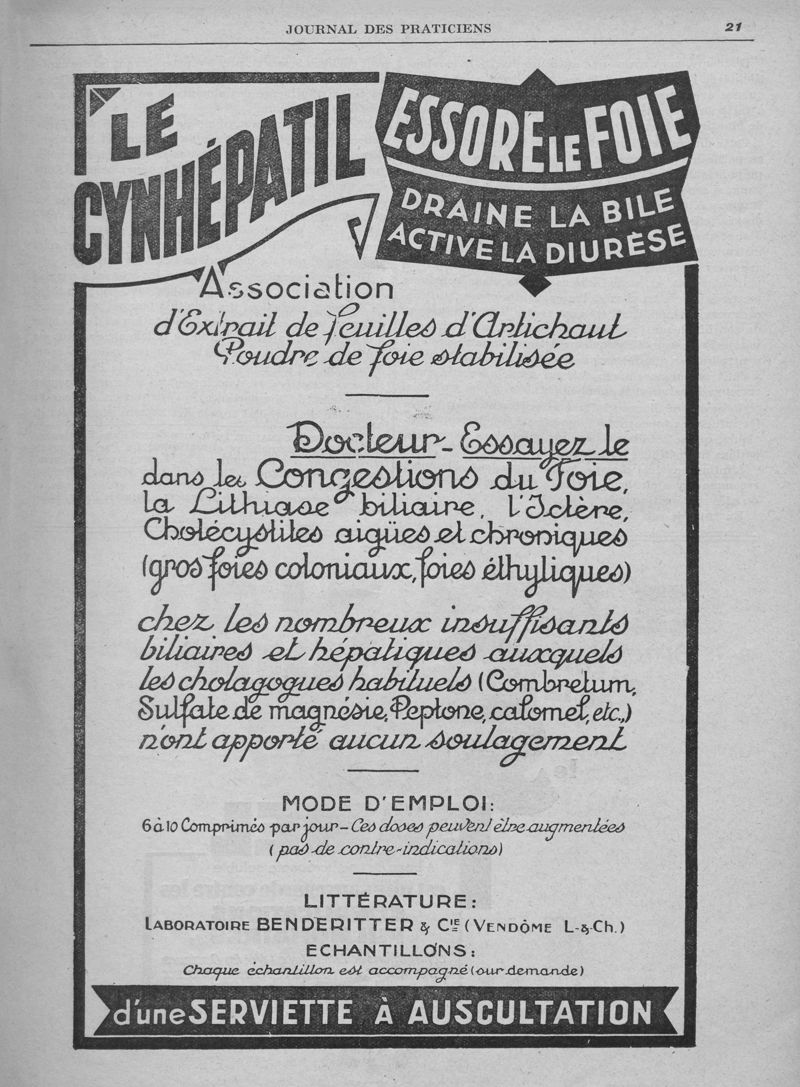 JOURNAL DES PRATICIENS
21
LE
CYNHÉPATIL
ESSORE LE FOIE
DRAINE LA BILE
ACTIVE LA DIURÈSE
Association
d'Extrait de feuilles d'Artichaut
Poudre de foie stabilisée
Docteur - Essayez le
dans les Congestions du Foie,
la Lithiase biliaire, l'Ictère,
Cholécystites aigües et chroniques
(gros foies coloniaux, foies éthyliques)
chez les nombreux insuffisants
biliaires et hépatiques auxquels
les cholagogues habituels (Combretum,
Sulfate de magnésie, Peptone, calomel, etc.,)
n'ont apporté aucun soulagement
MODE D'EMPLOI:
6 à 10 Comprimés par jour - Ces doses peuvent être augmentées
(pas de contre-indications)
LITTÉRATURE:
LABORATOIRE BENDERITTER & CIE (VENDÔME L-&-Ch.)
ECHANTILLONS:
Chaque échantillon est accompagné (sur demande)
d'une SERVIETTE À AUSCULTATION